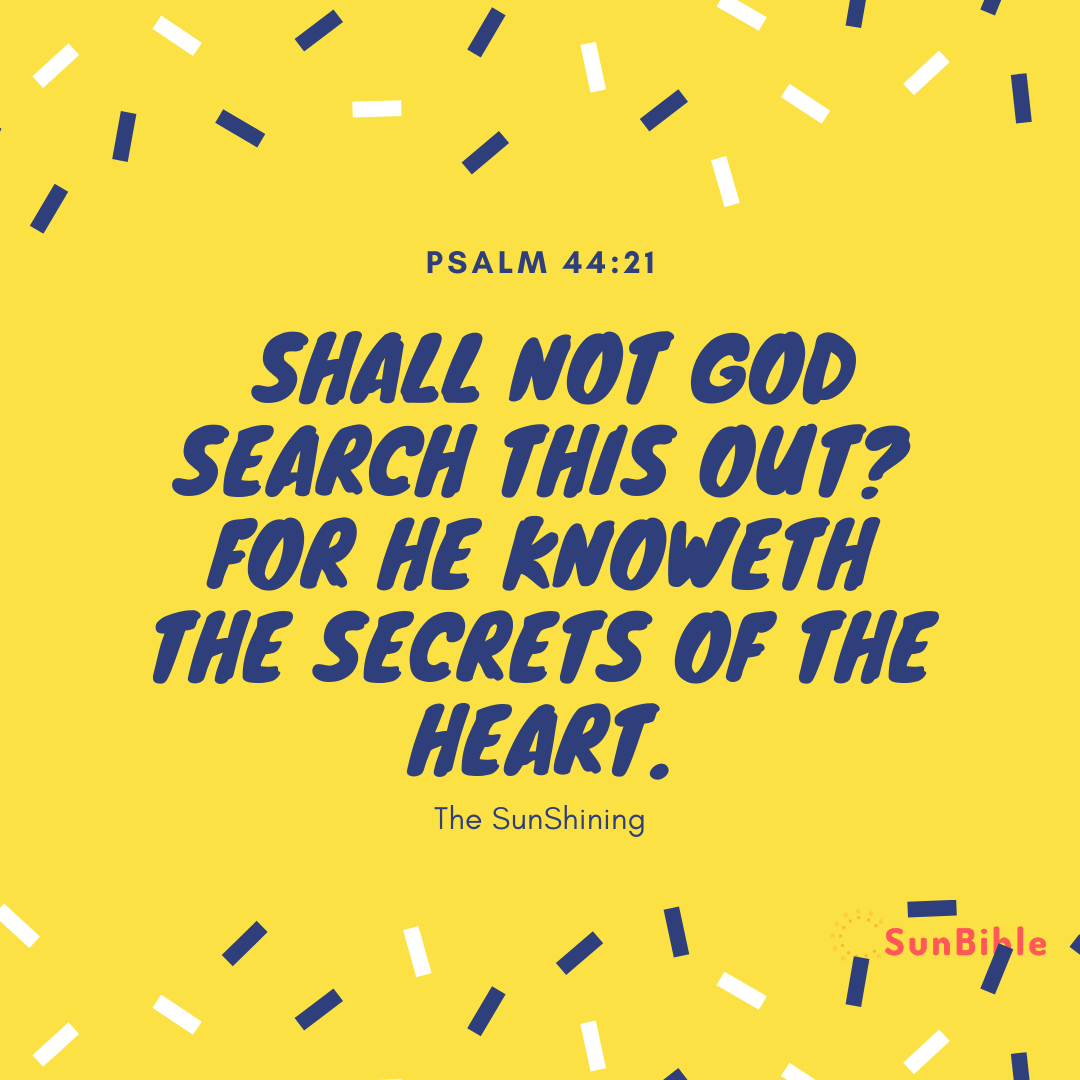 PSALM 44:21
SHALL NOT GOD
SEARCH THIS OUT?
FOR HE KNOWETH
THE SECRETS OF THE
HEART.
The SunShining
SunBible